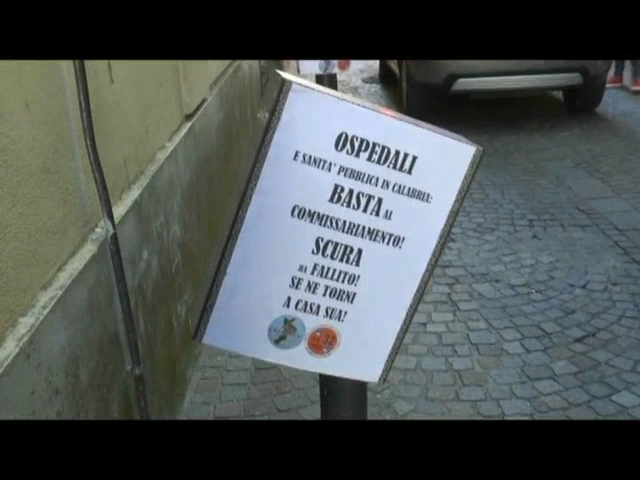 OSPEDALI
E SANITA' PUBBLICA IN CALABRIA:
BASTA AL
COMMISSARIAMENTO!
SCURA
HA FALLITO!
SE NE TORNI
A CASA SUA!